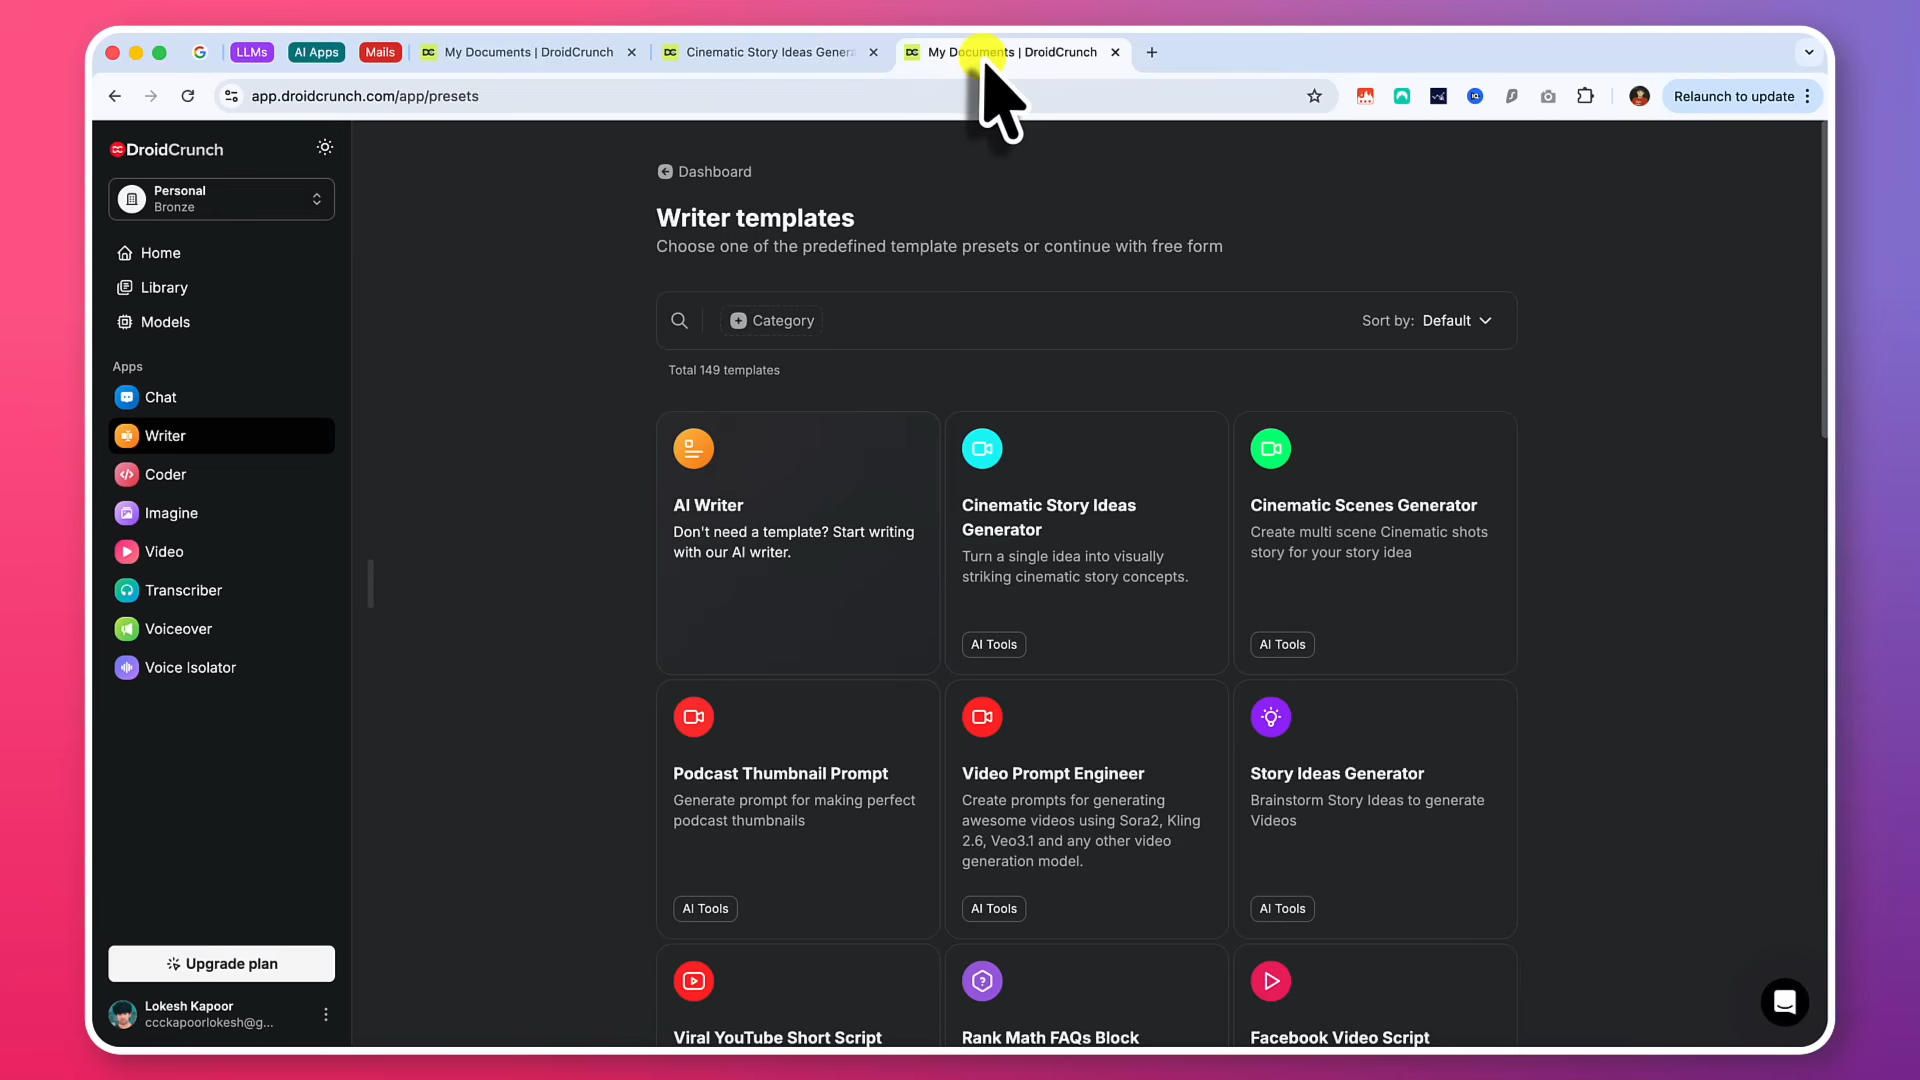 LLMs
AI Apps
Mails
My Documents | DroidCrunch
Cinematic Story Ideas Genera
My Documents | DroidCrunch
app.droidcrunch.com/app/presets
Relaunch to update
DroidCrunch
Personal
Bronze
Home
Library
Models
Apps
Chat
Writer
Coder
Imagine
Video
Transcriber
Voiceover
Voice Isolator
Upgrade plan
Lokesh Kapoor
ccckapoorlokesh@g...
Dashboard
Writer templates
Choose one of the predefined template presets or continue with free form
Category
Sort by: Default
Total 149 templates
AI Writer
Don't need a template? Start writing
with our AI writer.
Cinematic Story Ideas
Generator
Turn a single idea into visually
striking cinematic story concepts.
AI Tools
Cinematic Scenes Generator
Create multi scene Cinematic shots
story for your story idea
AI Tools
Podcast Thumbnail Prompt
Generate prompt for making perfect
podcast thumbnails
AI Tools
Video Prompt Engineer
Create prompts for generating
awesome videos using Sora2, Kling
2.6, Veo3.1 and any other video
generation model.
AI Tools
Story Ideas Generator
Brainstorm Story Ideas to generate
Videos
AI Tools
Viral YouTube Short Script
Rank Math FAQs Block
Facebook Video Script